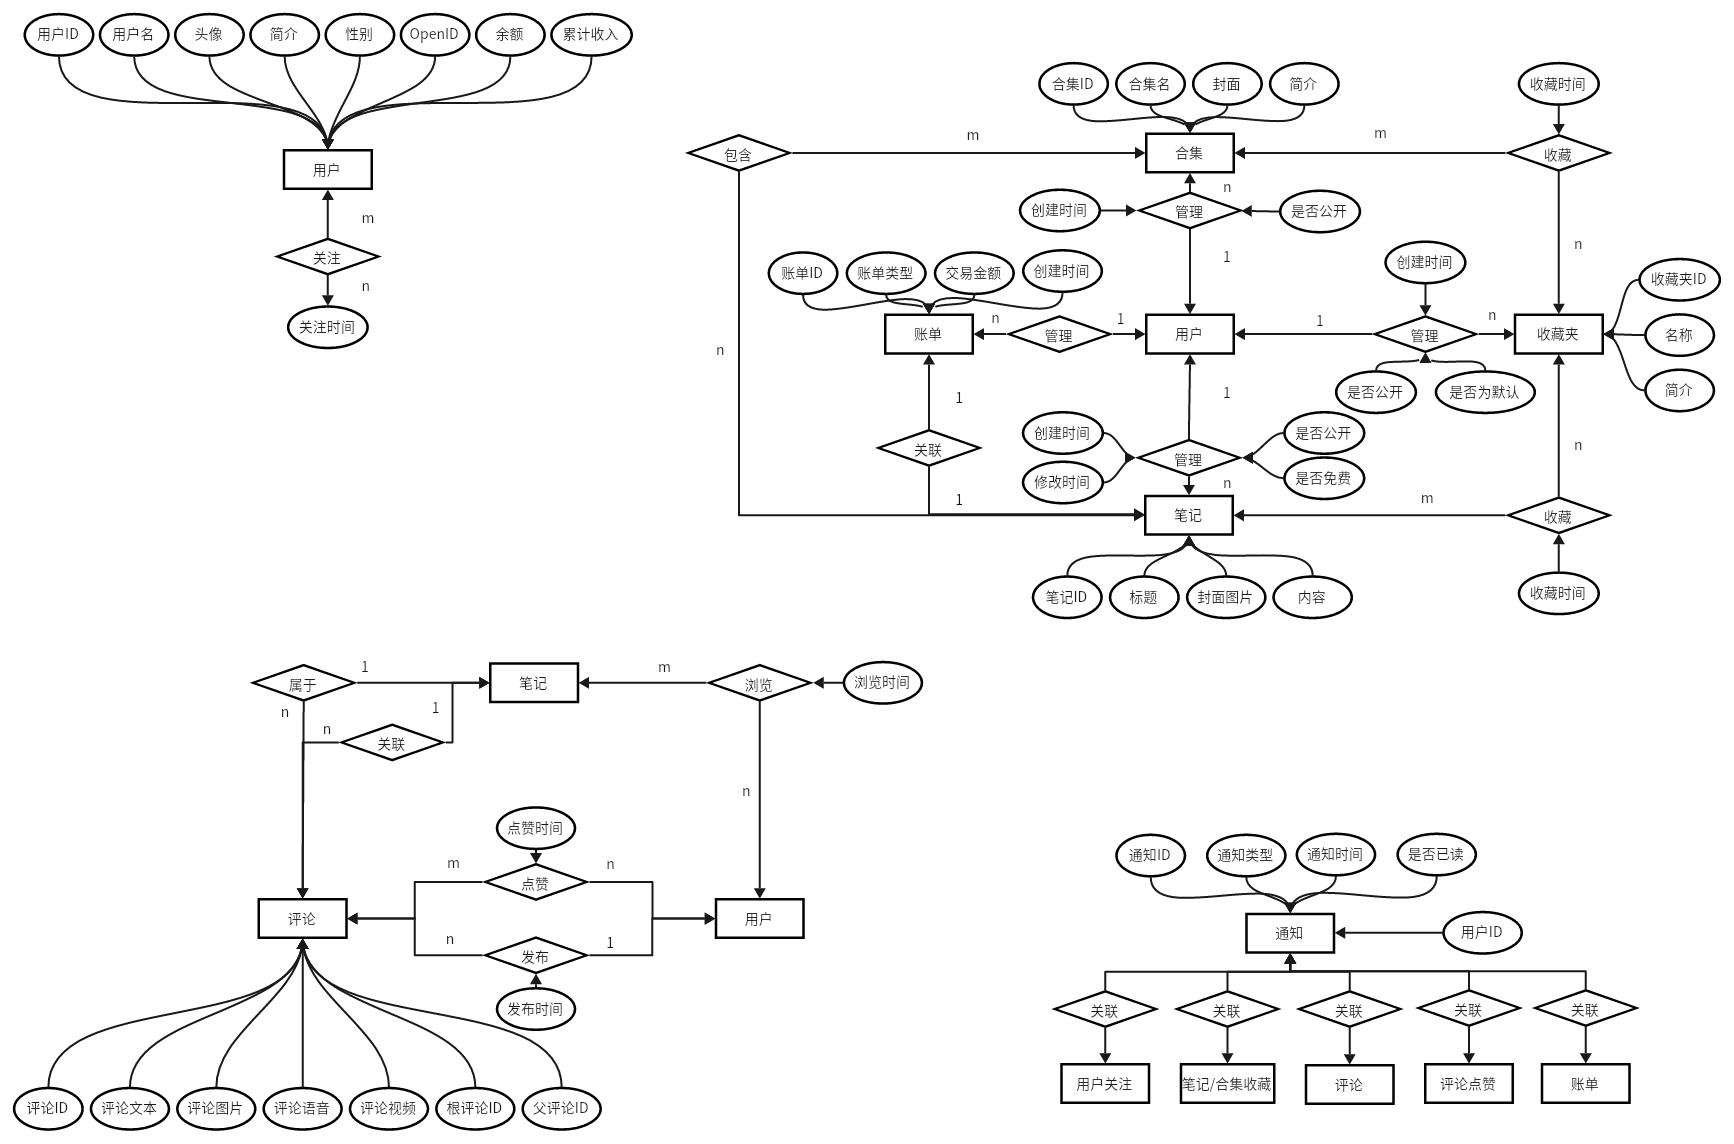 用户ID
用户名
头像
简介
性别
OpenID
余额
累计收入
用户
m
关注
n
关注时间
合集ID
合集名
封面
简介
收藏时间
包含
m
合集
m
收藏
n
创建时间
管理
是否公开
1
n
账单ID
账单类型
交易金额
创建时间
创建时间
收藏夹ID
账单
n
管理
1
用户
1
管理
n
收藏夹
名称
n
是否公开
是否为默认
简介
1
1
关联
创建时间
管理
是否公开
n
修改时间
是否免费
1
n
笔记
m
收藏
笔记ID
标题
封面图片
内容
收藏时间
属于
1
笔记
m
浏览
浏览时间
n
1
n
关联
n
点赞时间
m
点赞
n
评论
用户
n
发布
1
发布时间
评论ID
评论文本
评论图片
评论语音
评论视频
根评论ID
父评论ID
通知ID
通知类型
通知时间
是否已读
通知
用户ID
关联
关联
关联
关联
关联
用户关注
笔记/合集收藏
评论
评论点赞
账单